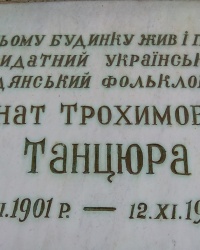 ЬОМУ БУДИНКУ ЖИВ І П
ИДАТНИЙ УКРАЇНСЬ
ДЯНСЬКИЙ ФОЛЬКЛО
НАТ ТРОХИМОВ
ТАНЦЮРА
1901 Р. — 12. XI. 19